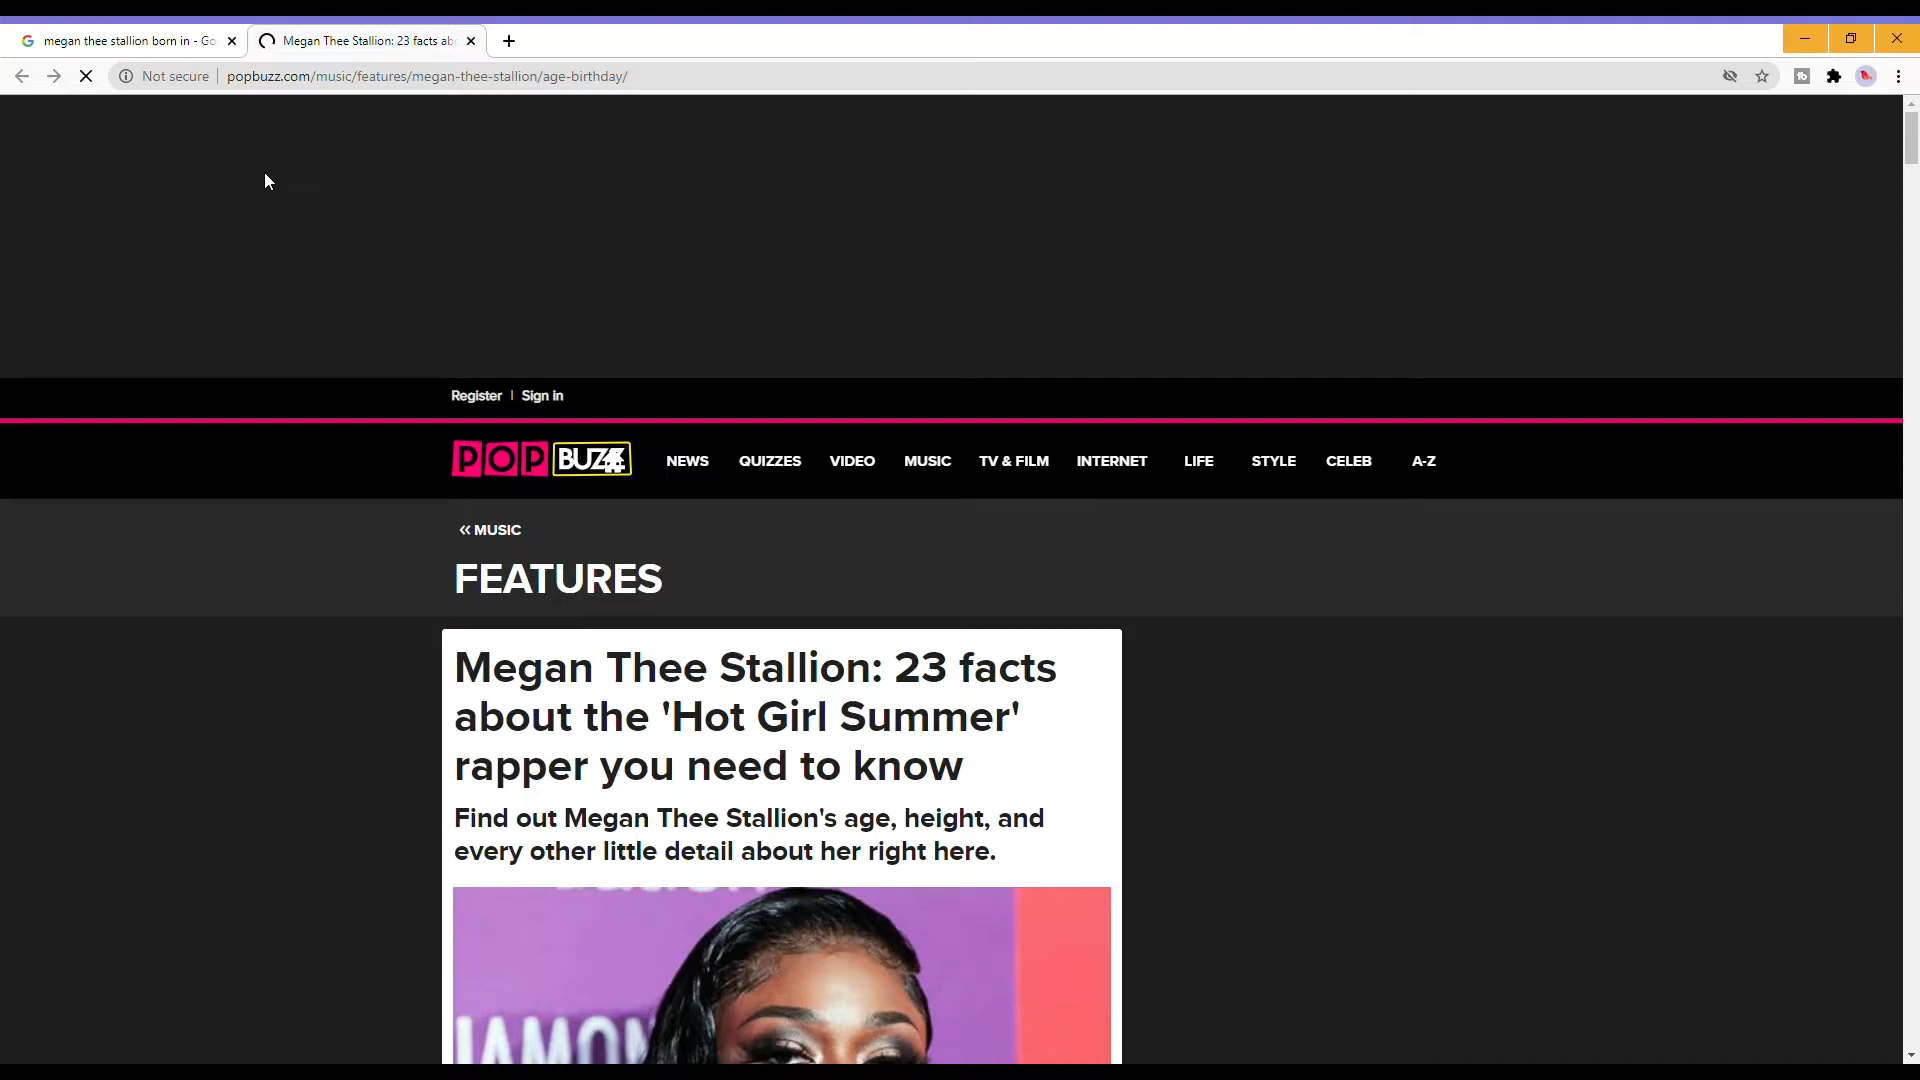 megan thee stallion born in - Go
Megan Thee Stallion: 23 facts ab
Not secure
popbuzz.com/music/features/megan-thee-stallion/age-birthday/
Register | Sign in
POP BUZZ
NEWS QUIZZES VIDEO MUSIC TV & FILM INTERNET LIFE STYLE CELEB A-Z
« MUSIC
FEATURES
Megan Thee Stallion: 23 facts
about the 'Hot Girl Summer'
rapper you need to know
Find out Megan Thee Stallion's age, height, and
every other little detail about her right here.